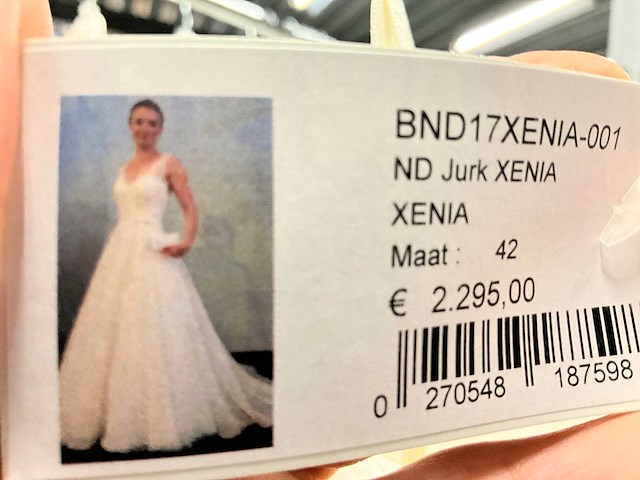 BND17XENIA-001
ND Jurk XENIA
XENIA
Maat : 42
€ 2.295,00
0 270548 187598